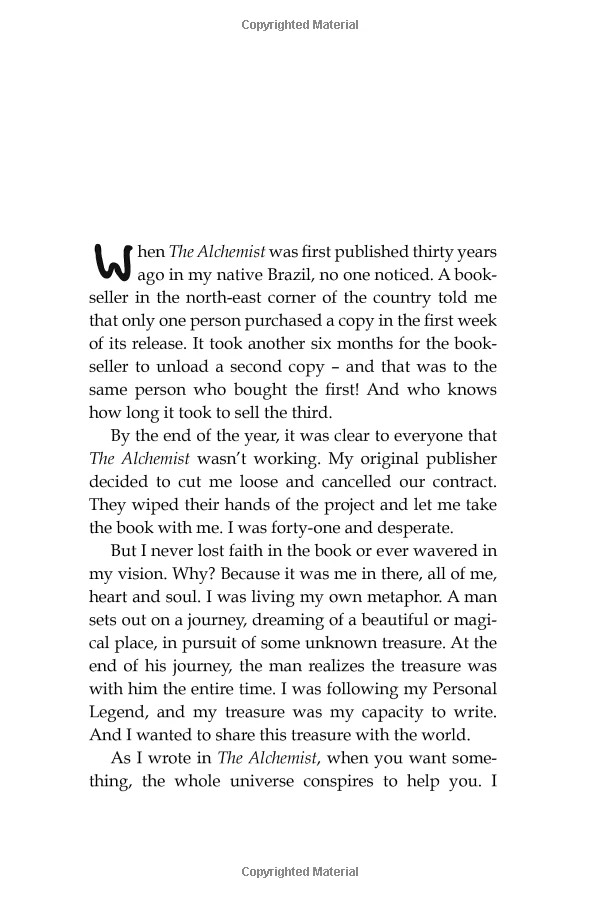 Copyrighted Material
When The Alchemist was first published thirty years
ago in my native Brazil, no one noticed. A book-
seller in the north-east corner of the country told me
that only one person purchased a copy in the first week
of its release. It took another six months for the book-
seller to unload a second copy – and that was to the
same person who bought the first! And who knows
how long it took to sell the third.
By the end of the year, it was clear to everyone that
The Alchemist wasn’t working. My original publisher
decided to cut me loose and cancelled our contract.
They wiped their hands of the project and let me take
the book with me. I was forty-one and desperate.
But I never lost faith in the book or ever wavered in
my vision. Why? Because it was me in there, all of me,
heart and soul. I was living my own metaphor. A man
sets out on a journey, dreaming of a beautiful or magi-
cal place, in pursuit of some unknown treasure. At the
end of his journey, the man realizes the treasure was
with him the entire time. I was following my Personal
Legend, and my treasure was my capacity to write.
And I wanted to share this treasure with the world.
As I wrote in The Alchemist, when you want some-
thing, the whole universe conspires to help you. I
Copyrighted Material